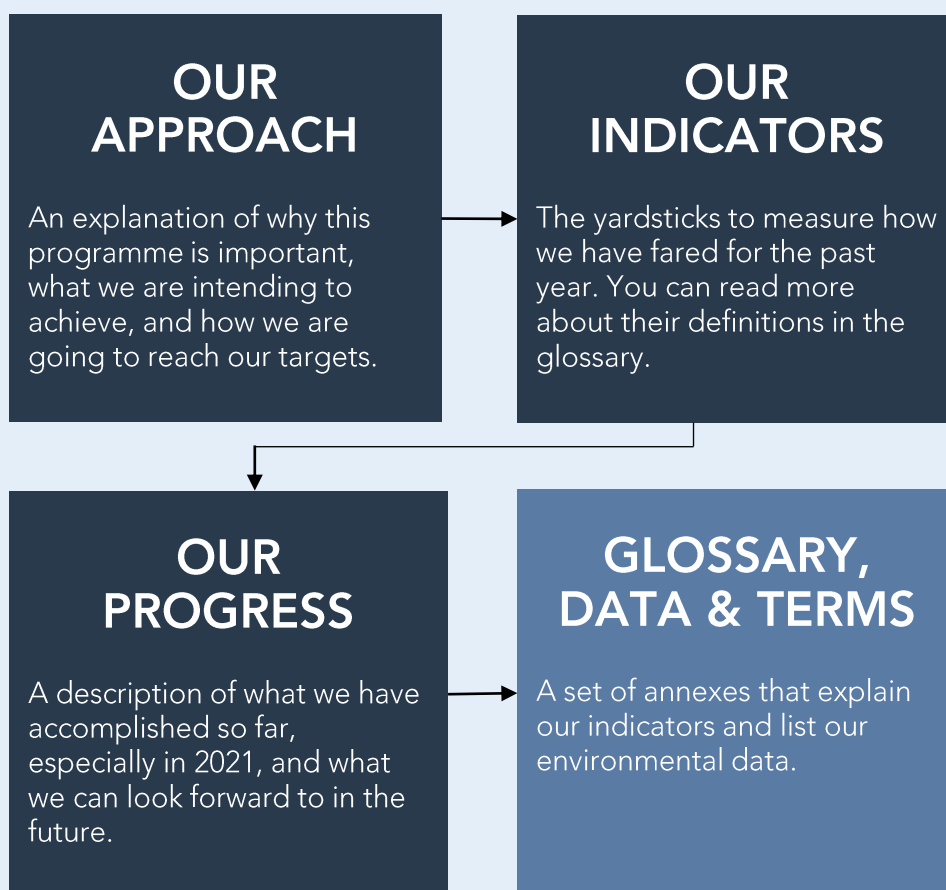 OUR
APPROACH
An explanation of why this
programme is important,
what we are intending to
achieve, and how we are
going to reach our targets.
OUR
INDICATORS
The yardsticks to measure how
we have fared for the past
year. You can read more
about their definitions in the
glossary.
OUR
PROGRESS
A description of what we have
accomplished so far,
especially in 2021, and what
we can look forward to in the
future.
GLOSSARY,
DATA & TERMS
A set of annexes that explain
our indicators and list our
environmental data.